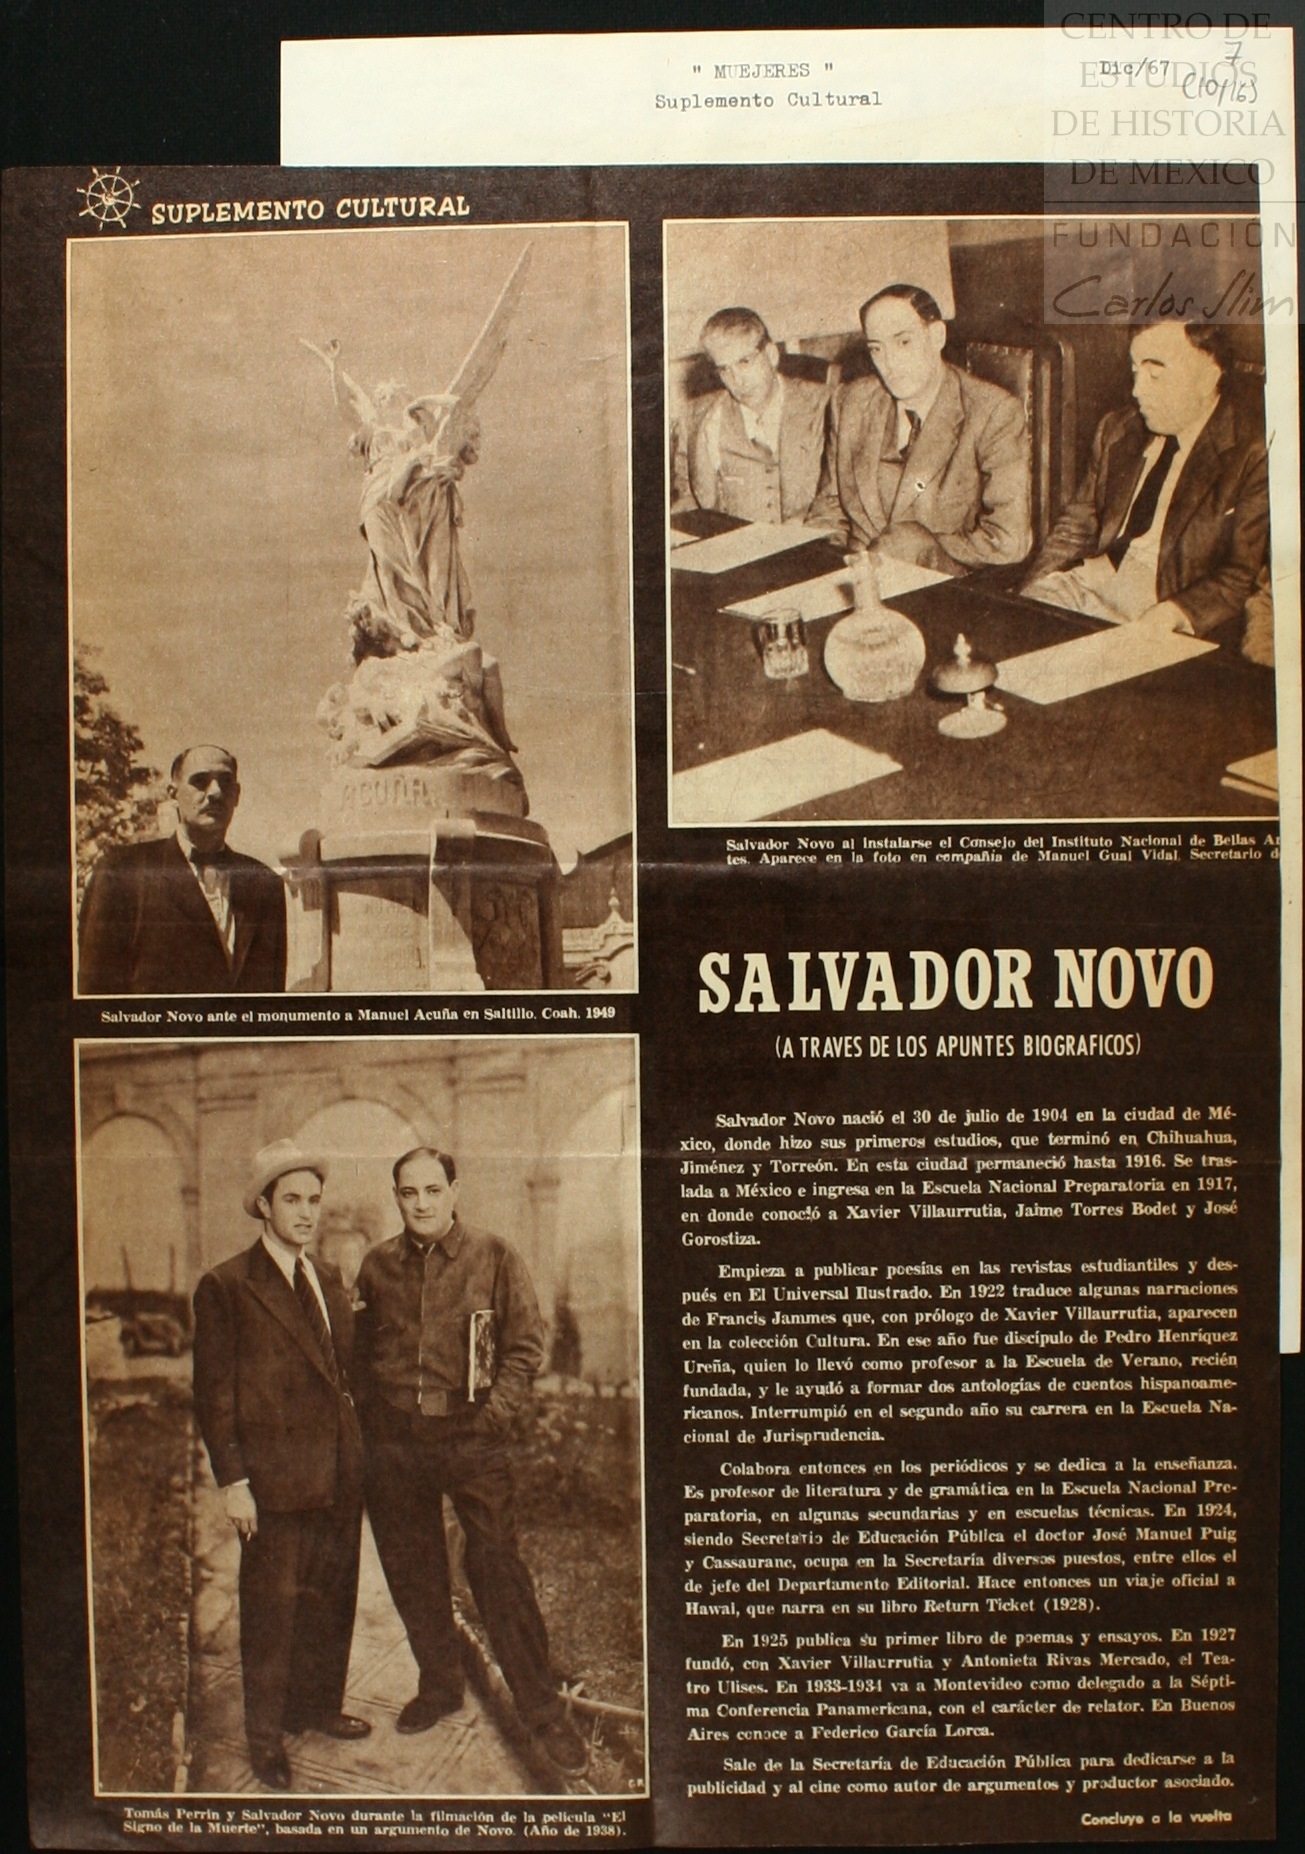 " MUEJERES "
Suplemento Cultural
Dic/67
7
(10/16)
CENTRO DE
ESTUDIOS
DE HISTORIA
DE MEXICO
FUNDACION
Carlos Slim
SUPLEMENTO CULTURAL
ACUÑA
Salvador Novo ante el monumento a Manuel Acuña en Saltillo, Coah. 1949
Salvador Novo al instalarse el Consejo del Instituto Nacional de Bellas Ar
tes. Aparece en la foto en compañía de Manuel Gual Vidal, Secretario d
SALVADOR NOVO
(A TRAVES DE LOS APUNTES BIOGRAFICOS)
Salvador Novo nació el 30 de julio de 1904 en la ciudad de Mé-
xico, donde hizo sus primeros estudios, que terminó en Chihuahua,
Jiménez y Torreón. En esta ciudad permaneció hasta 1916. Se tras-
lada a México e ingresa en la Escuela Nacional Preparatoria en 1917,
en donde conoció a Xavier Villaurrutia, Jaime Torres Bodet y José
Gorostiza.
Empieza a publicar poesías en las revistas estudiantiles y des-
pués en El Universal Ilustrado. En 1922 traduce algunas narraciones
de Francis Jammes que, con prólogo de Xavier Villaurrutia, aparecen
en la colección Cultura. En ese año fue discípulo de Pedro Henríquez
Ureña, quien lo llevó como profesor a la Escuela de Verano, recién
fundada, y le ayudó a formar dos antologías de cuentos hispanoame-
ricanos. Interrumpió en el segundo año su carrera en la Escuela Na-
cional de Jurisprudencia.
Colabora entonces en los periódicos y se dedica a la enseñanza.
Es profesor de literatura y de gramática en la Escuela Nacional Pre-
paratoria, en algunas secundarias y en escuelas técnicas. En 1924,
siendo Secretario de Educación Pública el doctor José Manuel Puig
y Cassauranc, ocupa en la Secretaría diversos puestos, entre ellos el
de jefe del Departamento Editorial. Hace entonces un viaje oficial a
Hawai, que narra en su libro Return Ticket (1928).
En 1925 publica su primer libro de poemas y ensayos. En 1927
fundó, con Xavier Villaurrutia y Antonieta Rivas Mercado, el Tea-
tro Ulises. En 1933-1934 va a Montevideo como delegado a la Sépti-
ma Conferencia Panamericana, con el carácter de relator. En Buenos
Aires conoce a Federico García Lorca.
Sale de la Secretaría de Educación Pública para dedicarse a la
publicidad y al cine como autor de argumentos y productor asociado.
Concluye a la vuelta
C.R.
Tomás Perrín y Salvador Novo durante la filmación de la película "El
Signo de la Muerte", basada en un argumento de Novo. (Año de 1938).